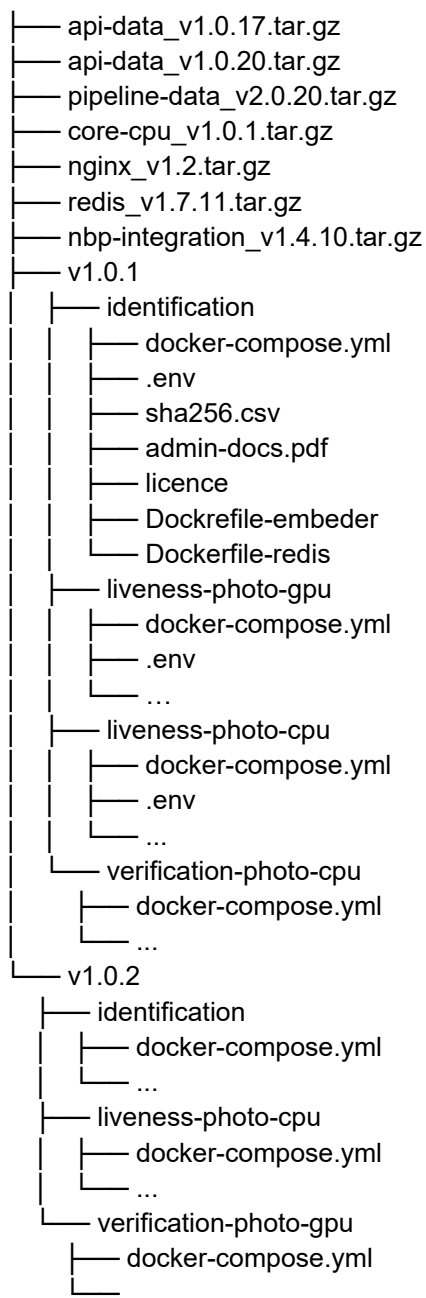 ├── api-data_v1.0.17.tar.gz
├── api-data_v1.0.20.tar.gz
├── pipeline-data_v2.0.20.tar.gz
├── core-cpu_v1.0.1.tar.gz
├── nginx_v1.2.tar.gz
├── redis_v1.7.11.tar.gz
├── nbp-integration_v1.4.10.tar.gz
├── v1.0.1
│   ├── identification
│   │   ├── docker-compose.yml
│   │   ├── .env
│   │   ├── sha256.csv
│   │   ├── admin-docs.pdf
│   │   ├── licence
│   │   ├── Dockrefile-embeder
│   │   └── Dockerfile-redis
│   ├── liveness-photo-gpu
│   │   ├── docker-compose.yml
│   │   ├── .env
│   │   └── …
│   ├── liveness-photo-cpu
│   │   ├── docker-compose.yml
│   │   ├── .env
│   │   └── ...
│   └── verification-photo-cpu
│       ├── docker-compose.yml
│       └── ...
└── v1.0.2
    ├── identification
    │   ├── docker-compose.yml
    │   └── ...
    ├── liveness-photo-cpu
    │   ├── docker-compose.yml
    │   └── ...
    └── verification-photo-gpu
        ├── docker-compose.yml
        └──